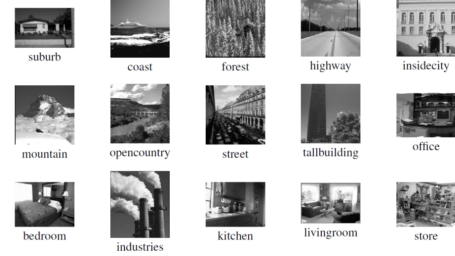 suburb
coast
forest
highway
insidecity
mountain
opencountry
street
tallbuilding
office
bedroom
industries
kitchen
livingroom
store